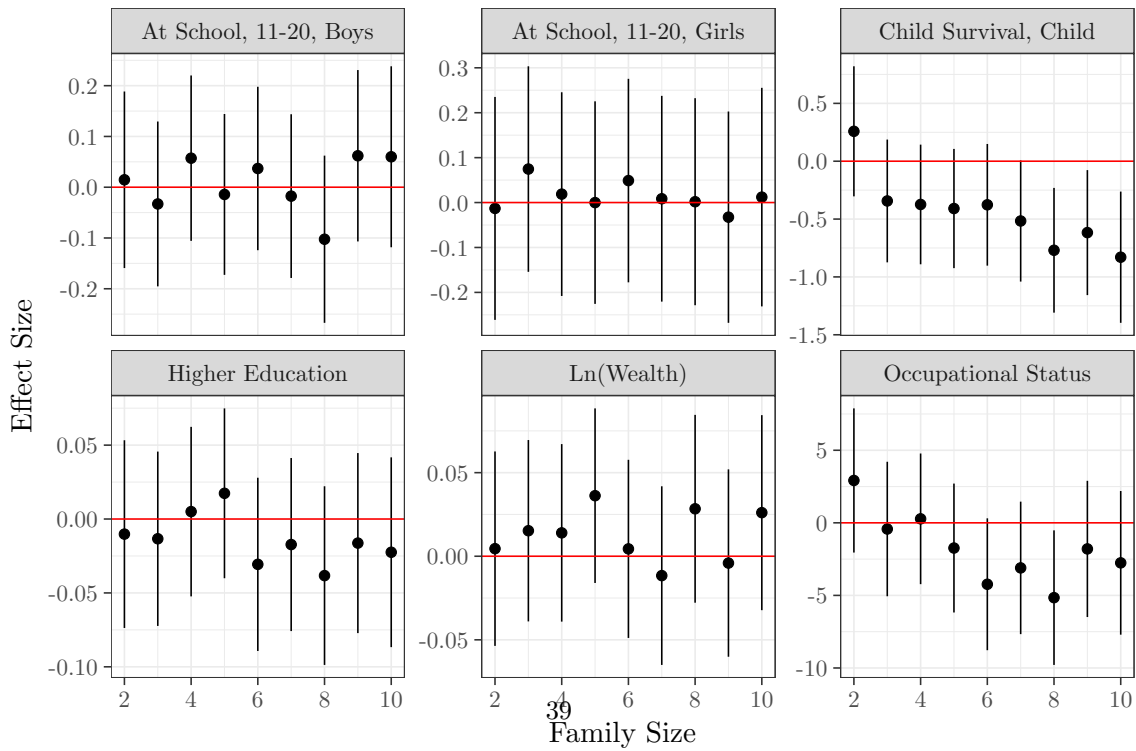 At School, 11-20, Boys
At School, 11-20, Girls
Child Survival, Child
0.2
0.1
0.0
-0.1
-0.2
0.3
0.2
0.1
0.0
-0.1
-0.2
0.5
0.0
-0.5
-1.0
-1.5
Effect Size
Higher Education
Ln(Wealth)
Occupational Status
0.05
0.00
-0.05
-0.10
0.05
0.00
-0.05
5
0
-5
-10
2 4 6 8 10
2 4 6 8 10
2 4 6 8 10
39
Family Size